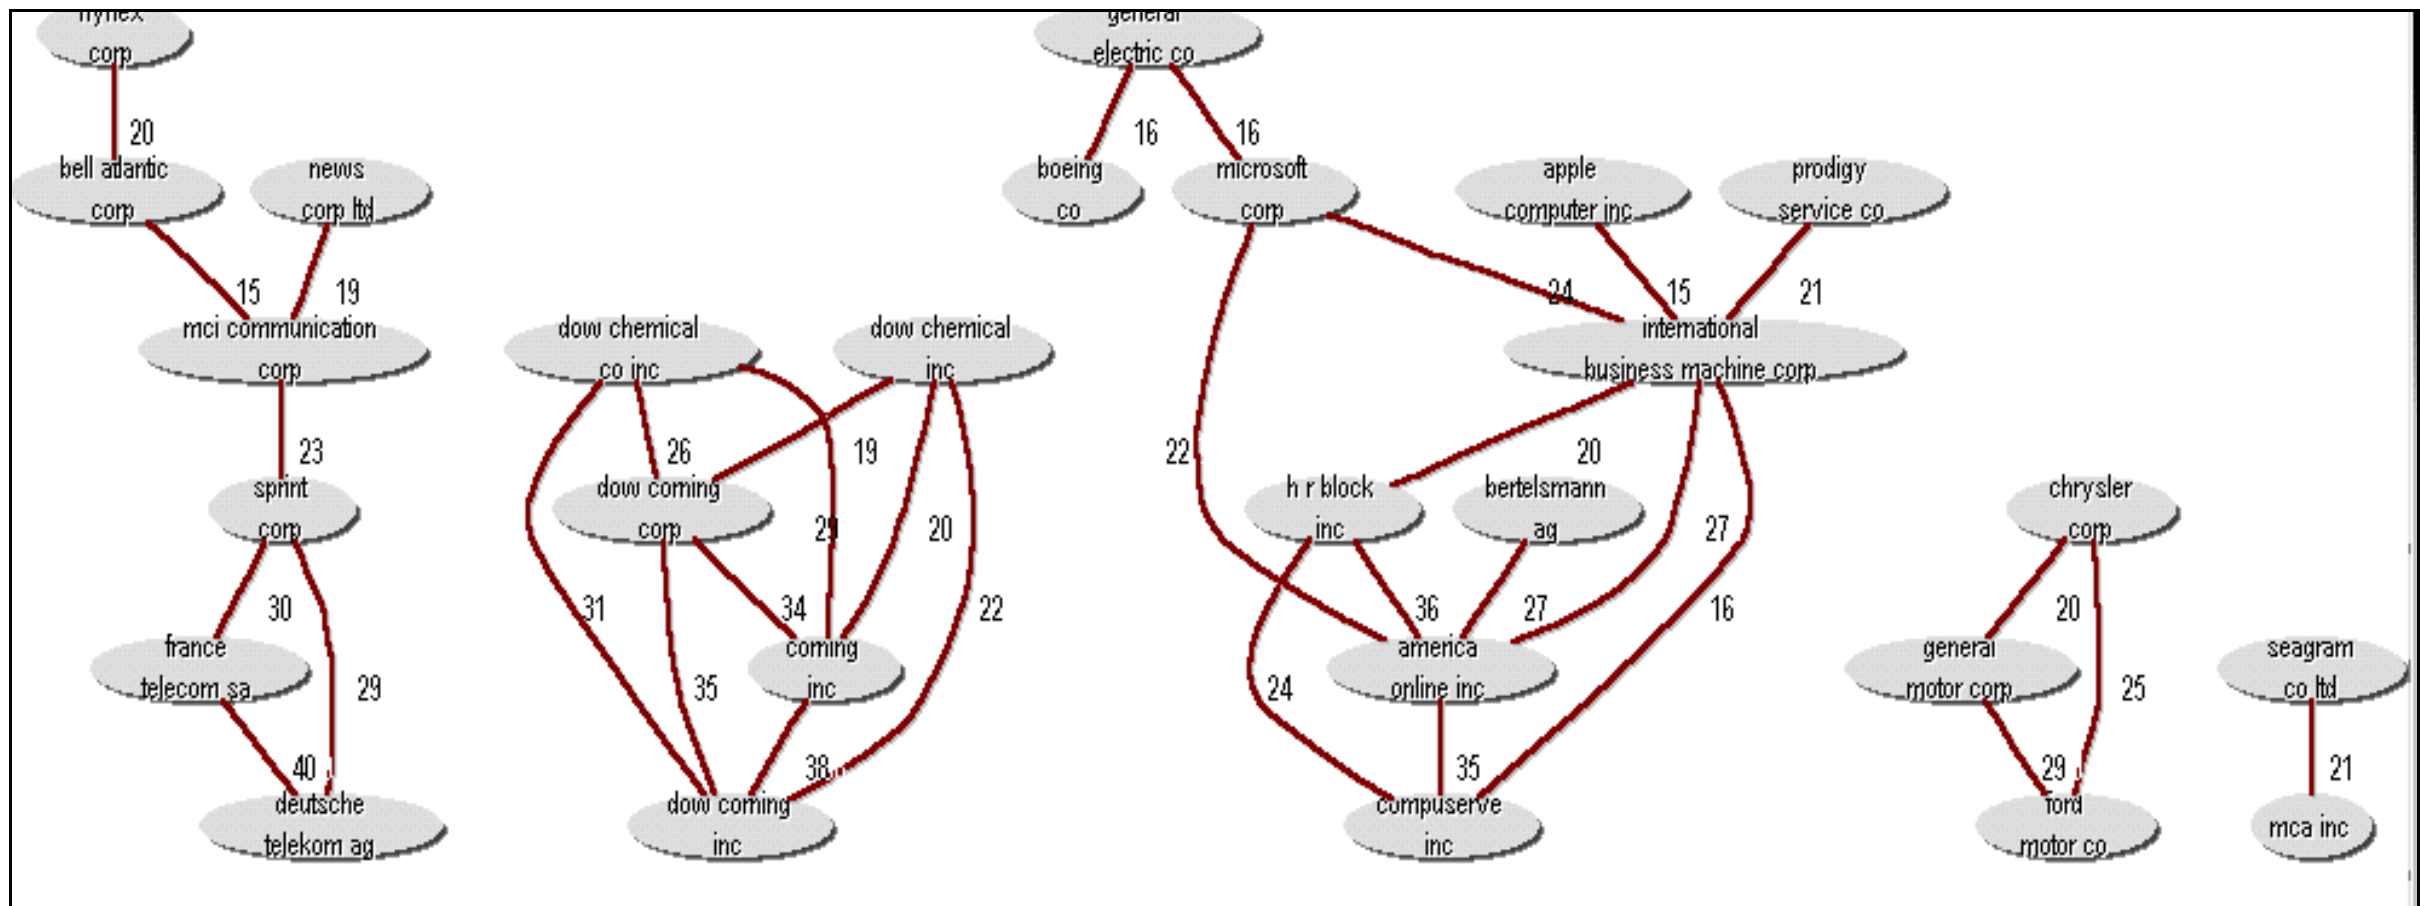 nynex
corp
general
electric co
20
16
16
bell atlantic
corp
news
corp ltd
boeing
co
microsoft
corp
apple
computer inc
prodigy
service co
15
19
24
15
21
mci communication
corp
dow chemical
co inc
dow chemical
inc
international
business machine corp
23
26
19
22
20
sprint
corp
dow corning
corp
h r block
inc
bertelsmann
ag
chrysler
corp
29
20
27
30
31
34
22
36
27
16
20
france
telecom sa
corning
inc
america
online inc
general
motor corp
seagram
co ltd
29
35
24
25
40
38
35
29
21
deutsche
telekom ag
dow corning
inc
compuserve
inc
ford
motor co
mca inc